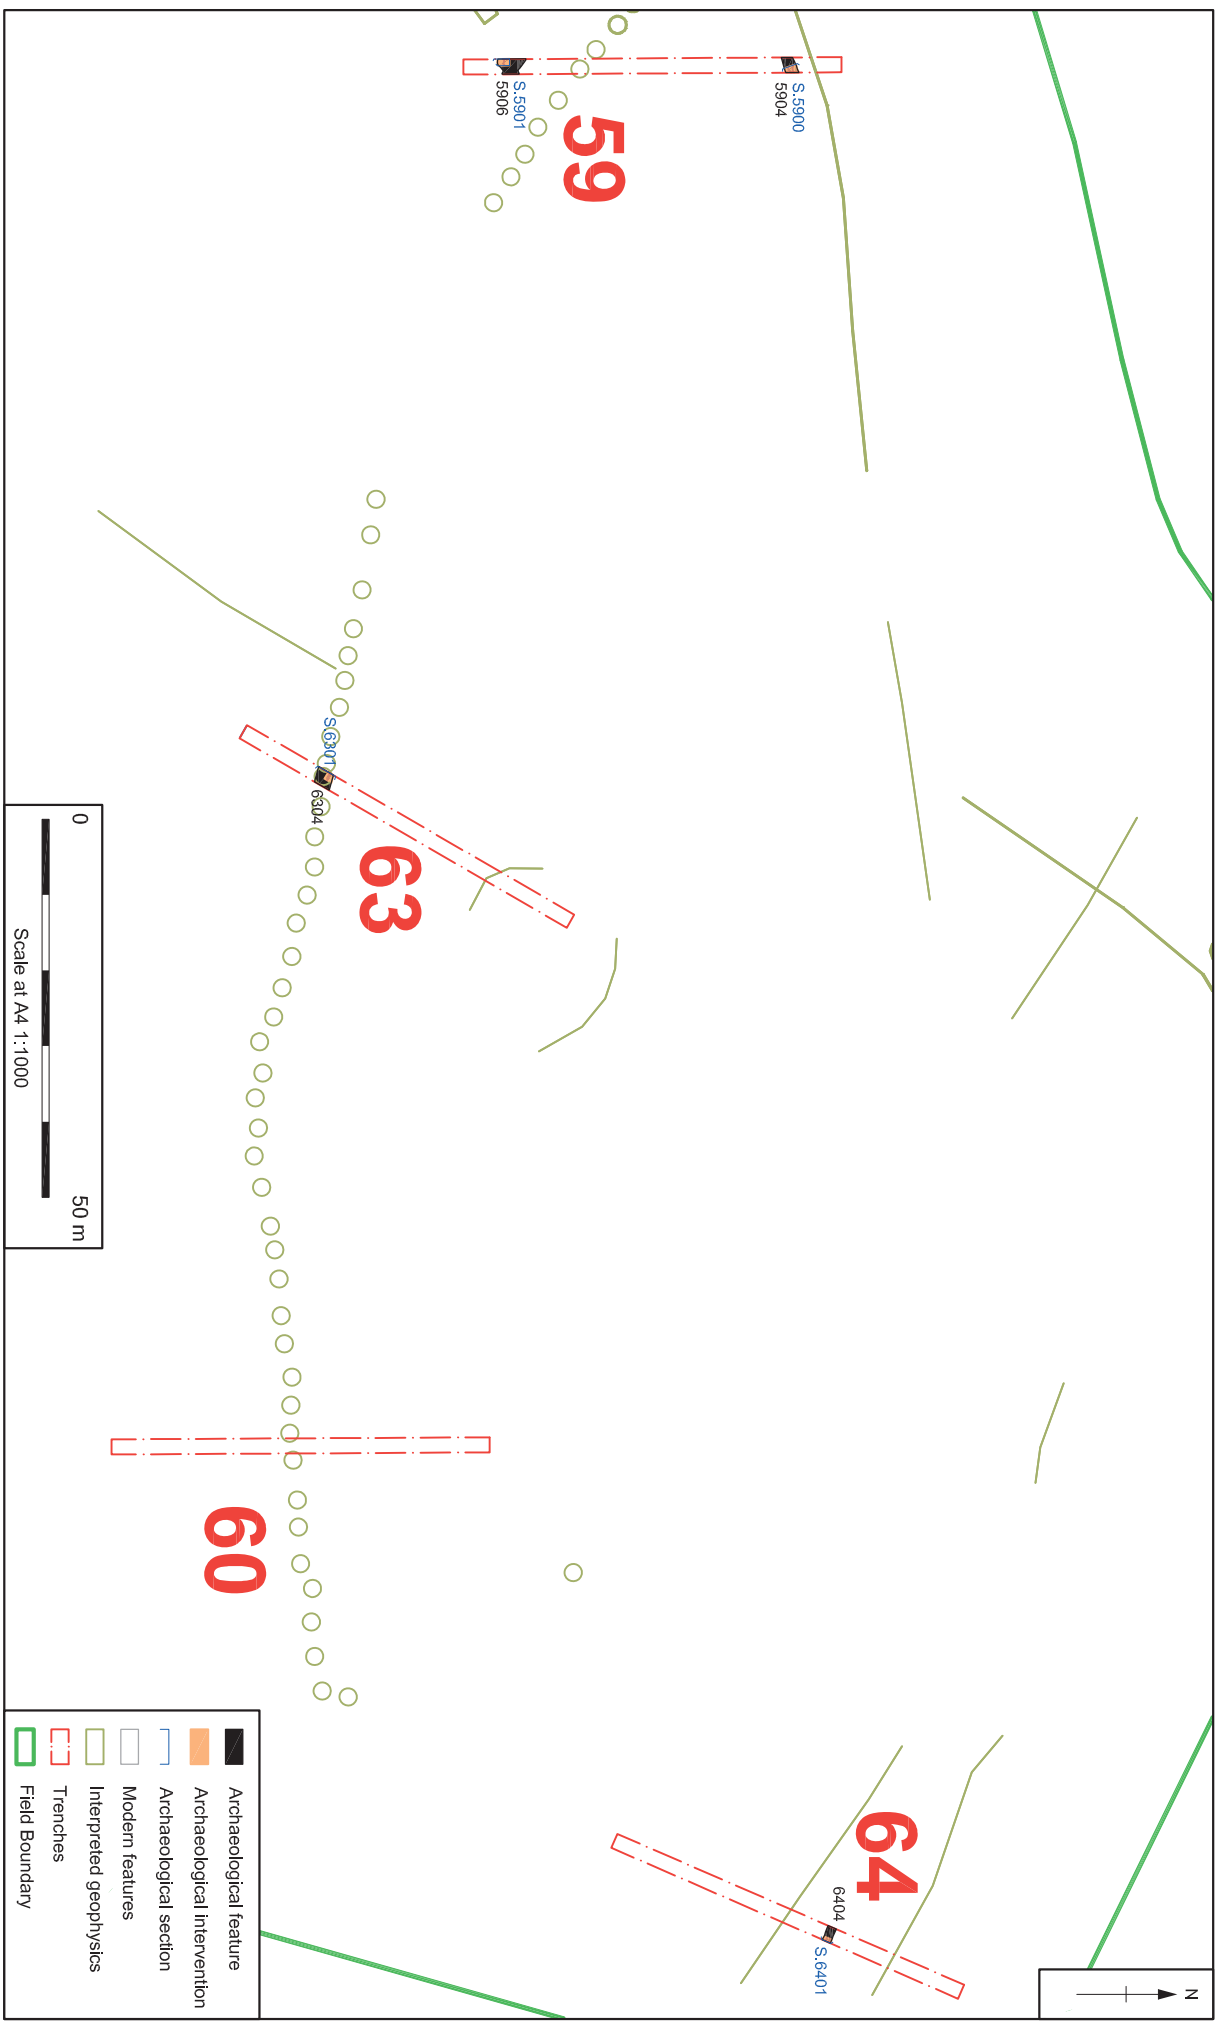 59
S.5900
5904
S.5901
5906
63
S.6301
6304
60
64
6404
S.6401
N
0
50 m
Scale at A4 1:1000
Archaeological feature
Archaeological intervention
Archaeological section
Modern features
Interpreted geophysics
Trenches
Field Boundary